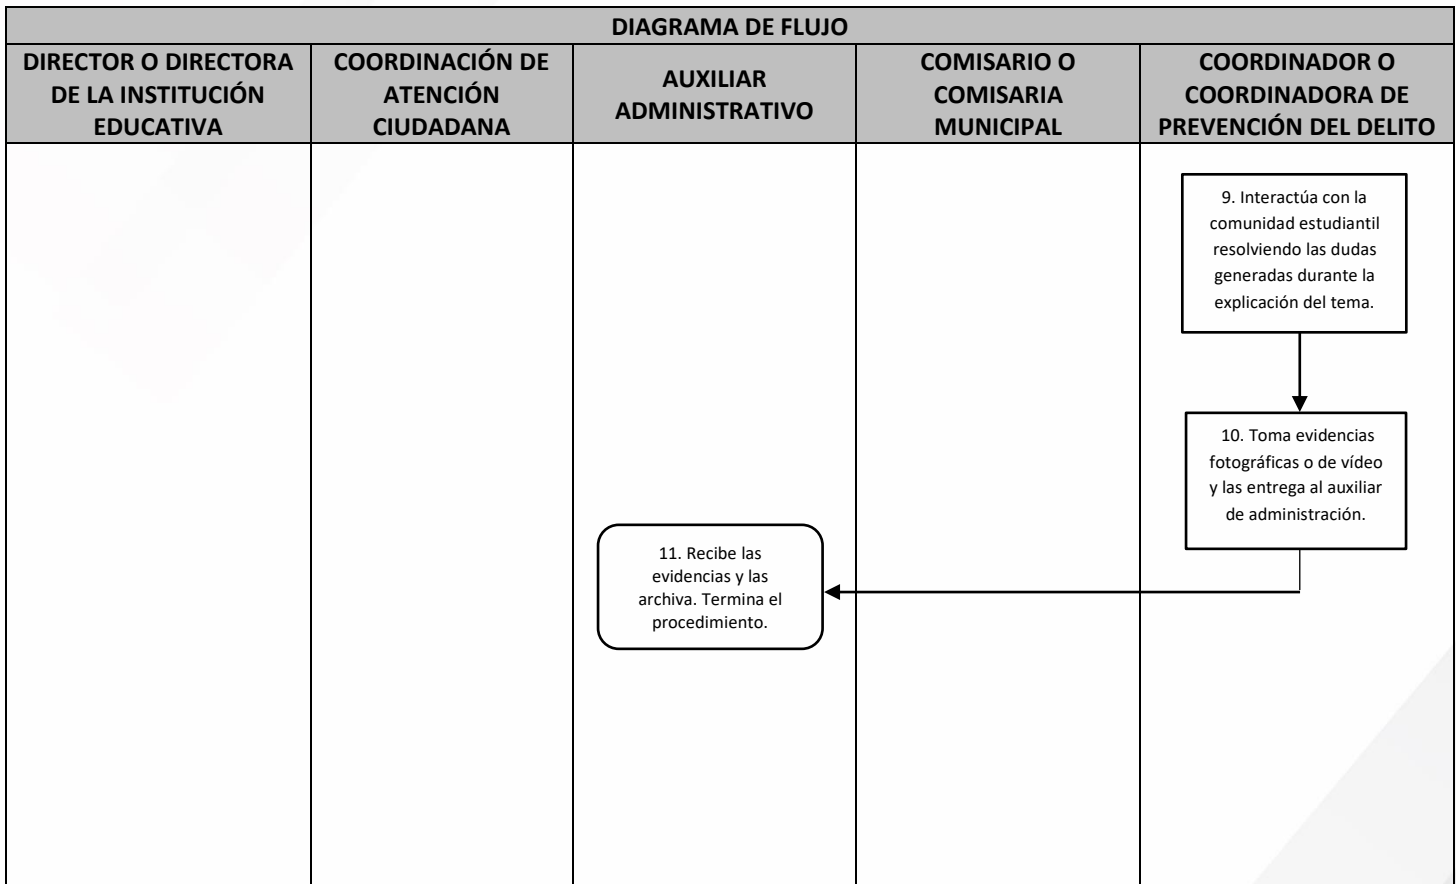 DIAGRAMA DE FLUJO
DIRECTOR O DIRECTORA
DE LA INSTITUCIÓN
EDUCATIVA
COORDINACIÓN DE
ATENCIÓN
CIUDADANA
AUXILIAR
ADMINISTRATIVO
COMISARIO O
COMISARIA
MUNICIPAL
COORDINADOR O
COORDINADORA DE
PREVENCIÓN DEL DELITO
9. Interactúa con la
comunidad estudiantil
resolviendo las dudas
generadas durante la
explicación del tema.
10. Toma evidencias
fotográficas o de vídeo
y las entrega al auxiliar
de administración.
11. Recibe las
evidencias y las
archiva. Termina el
procedimiento.